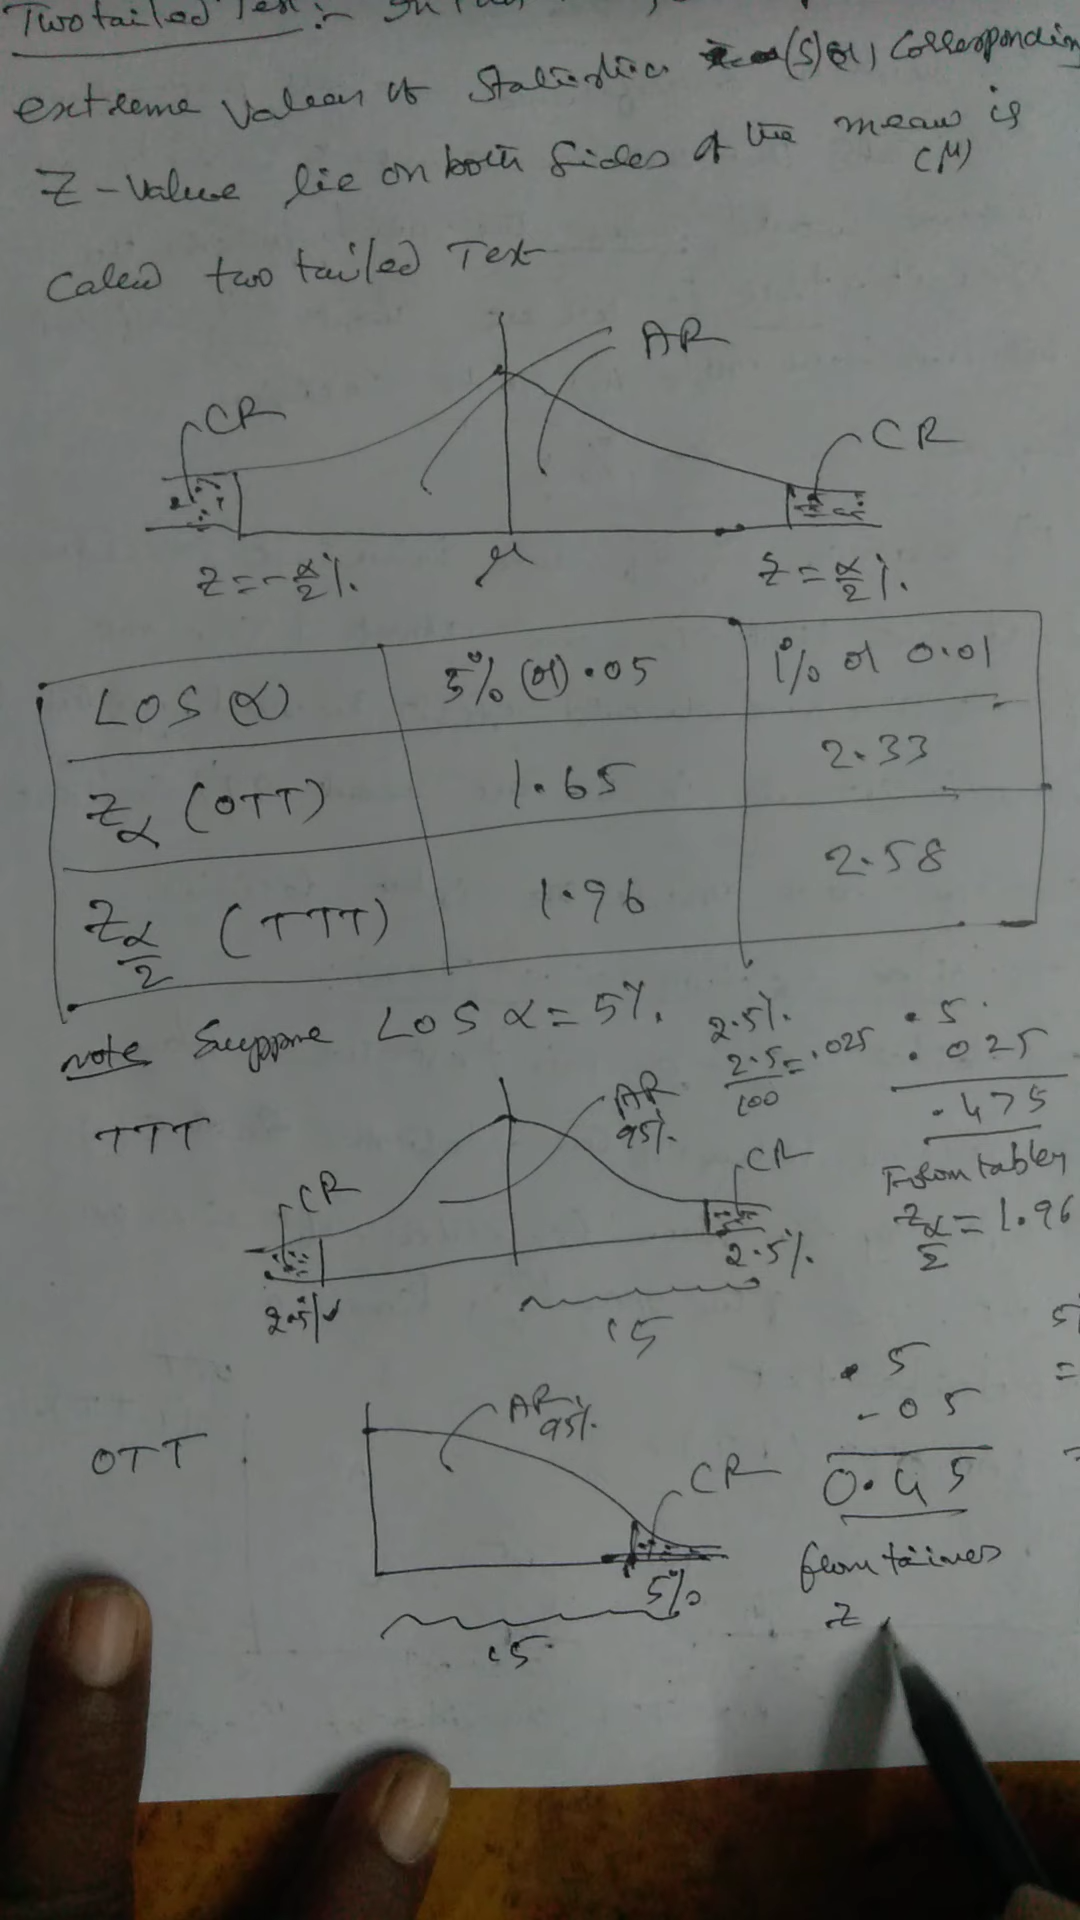 Two tailed Test :-
extreme values of Statistics (S) or, Corresponding
Z - Value lie on both Sides of the mean is
(μ)
Called two tailed Test
AR
CR
CR
Z = -α/2 %.
μ
Z = α/2 %.
LOS (α) 5% (or) .05 1% or 0.01
Zα (OTT) 1.65 2.33
Zα/2 (TTT) 1.96 2.58
note Suppose LOS α = 5%.
2.5%.
2.5/100 = .025
.5
.025
.475
From tables
Zα/2 = 1.96
TTT
AR
95%.
CR
CR
2.5%
2.5%.
.5
OTT
AR
95%.
CR
5%
.5
.5
-05
0.45
Z